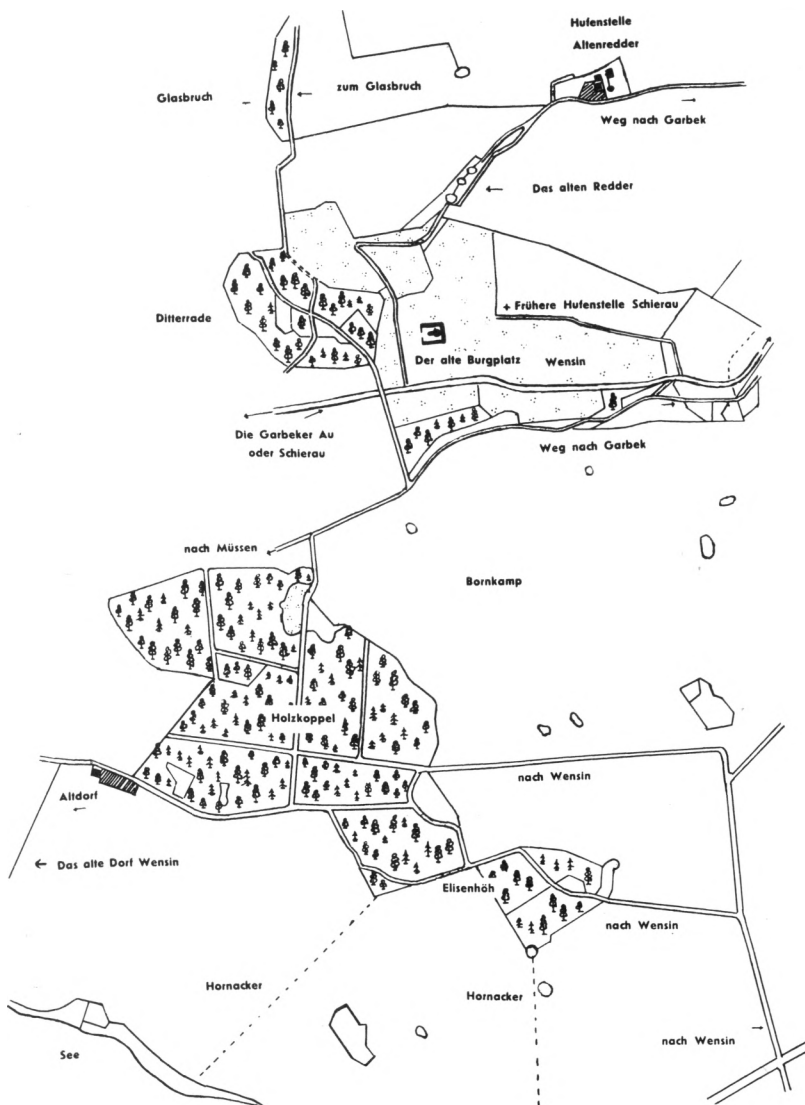 Hufenstelle
Altenredder
Glasbruch
zum Glasbruch
Weg nach Garbek
Das alten Redder
+ Frühere Hufenstelle Schierau
Ditterrade
Der alte Burgplatz
Wensin
Die Garbeker Au
oder Schierau
Weg nach Garbek
nach Müssen
Bornkamp
Holzkoppel
nach Wensin
Altdorf
Das alte Dorf Wensin
Elisenhöh
nach Wensin
Hornacker
Hornacker
nach Wensin
See